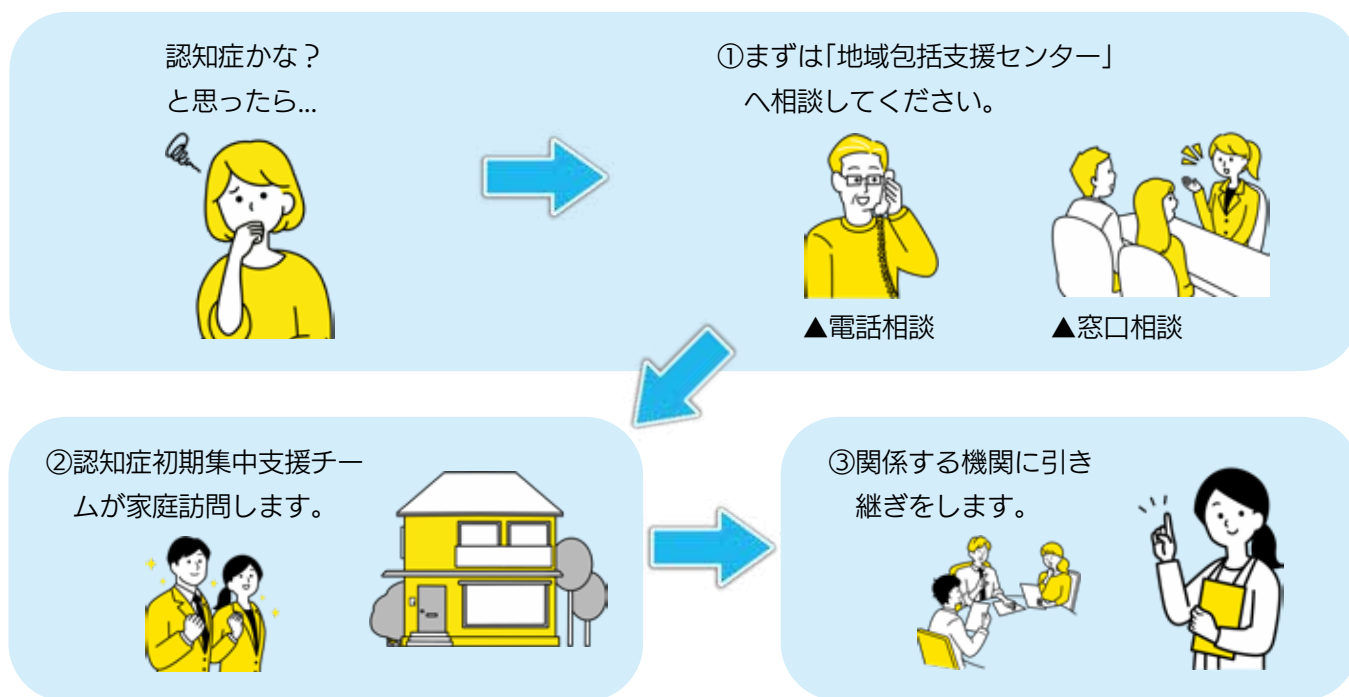 認知症かな？
と思ったら...
①まずは「地域包括支援センター」
へ相談してください。
▲電話相談
▲窓口相談
②認知症初期集中支援チー
ムが家庭訪問します。
③関係する機関に引き
継ぎをします。